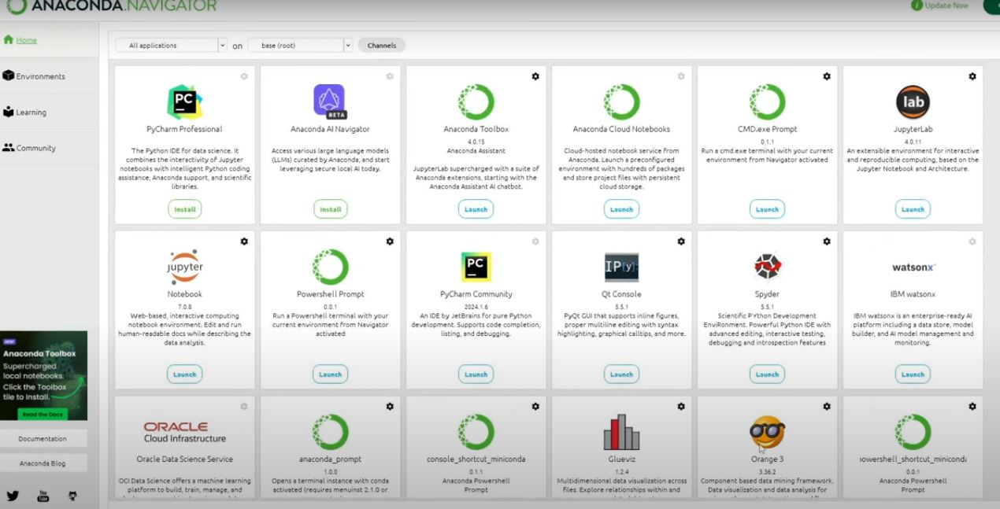 ANACONDA.NAVIGATOR
Update Now
Home
Environments
Learning
Community
All applications
on
base (root)
Channels
PC
PyCharm Professional
The Python IDE for data science. It
combines the interactivity of Jupyter
notebooks with intelligent Python coding
assistance, Anaconda support, and scientific
libraries.
Install
BETA
Anaconda AI Navigator
Access various large language models
(LLMs) curated by Anaconda, and start
leveraging secure local AI today.
Install
Anaconda Toolbox
4.0.15
Anaconda Assistant
JupyterLab supercharged with a suite of
Anaconda extensions, starting with the
Anaconda Assistant AI chatbot.
Launch
Anaconda Cloud Notebooks
Cloud-hosted notebook service from
Anaconda. Launch a preconfigured
environment with hundreds of packages
and store project files with persistent
cloud storage.
Launch
CMD.exe Prompt
0.1.1
Run a cmd.exe terminal with your current
environment from Navigator activated
Launch
lab
JupyterLab
4.0.11
An extensible environment for interactive
and reproducible computing, based on the
Jupyter Notebook and Architecture.
Launch
jupyter
Notebook
7.0.8
Web-based, interactive computing
notebook environment. Edit and run
human-readable docs while describing the
data analysis.
Launch
Powershell Prompt
0.0.1
Run a Powershell terminal with your
current environment from Navigator
activated
Launch
PC
PyCharm Community
2024.1.6
An IDE by JetBrains for pure Python
development. Supports code completion,
listing, and debugging.
Launch
IP[y]:
Qt Console
5.5.1
PyQt GUI that supports inline figures,
proper multiline editing with syntax
highlighting, graphical calltips, and more.
Launch
Spyder
5.5.1
Scientific PYthon Development
EnviRonment. Powerful Python IDE with
advanced editing, interactive testing,
debugging and introspection features
Launch
watsonx
IBM watsonx
IBM watsonx is an enterprise-ready AI
platform including a data store, model
builder, and AI model management and
monitoring.
Launch
ORACLE
Cloud Infrastructure
Oracle Data Science Service
OCI Data Science offers a machine learning
platform to build, train, manage, and
anaconda_prompt
1.0.0
Opens a terminal instance with conda
activated (requires menuinst 2.1.0 or
console_shortcut_miniconda
0.1.1
Anaconda Powershell
Prompt
Glueviz
1.2.4
Multidimensional data visualization across
files. Explore relationships within and
Orange 3
3.36.2
Component based data mining framework.
Data visualization and data analysis for
powershell_shortcut_miniconda
0.0.1
Anaconda Powershell
Prompt
NEW
Anaconda Toolbox
Supercharged
local notebooks.
Click the Toolbox
tile to Install.
Read the Docs
Documentation
Anaconda Blog
You
Tube